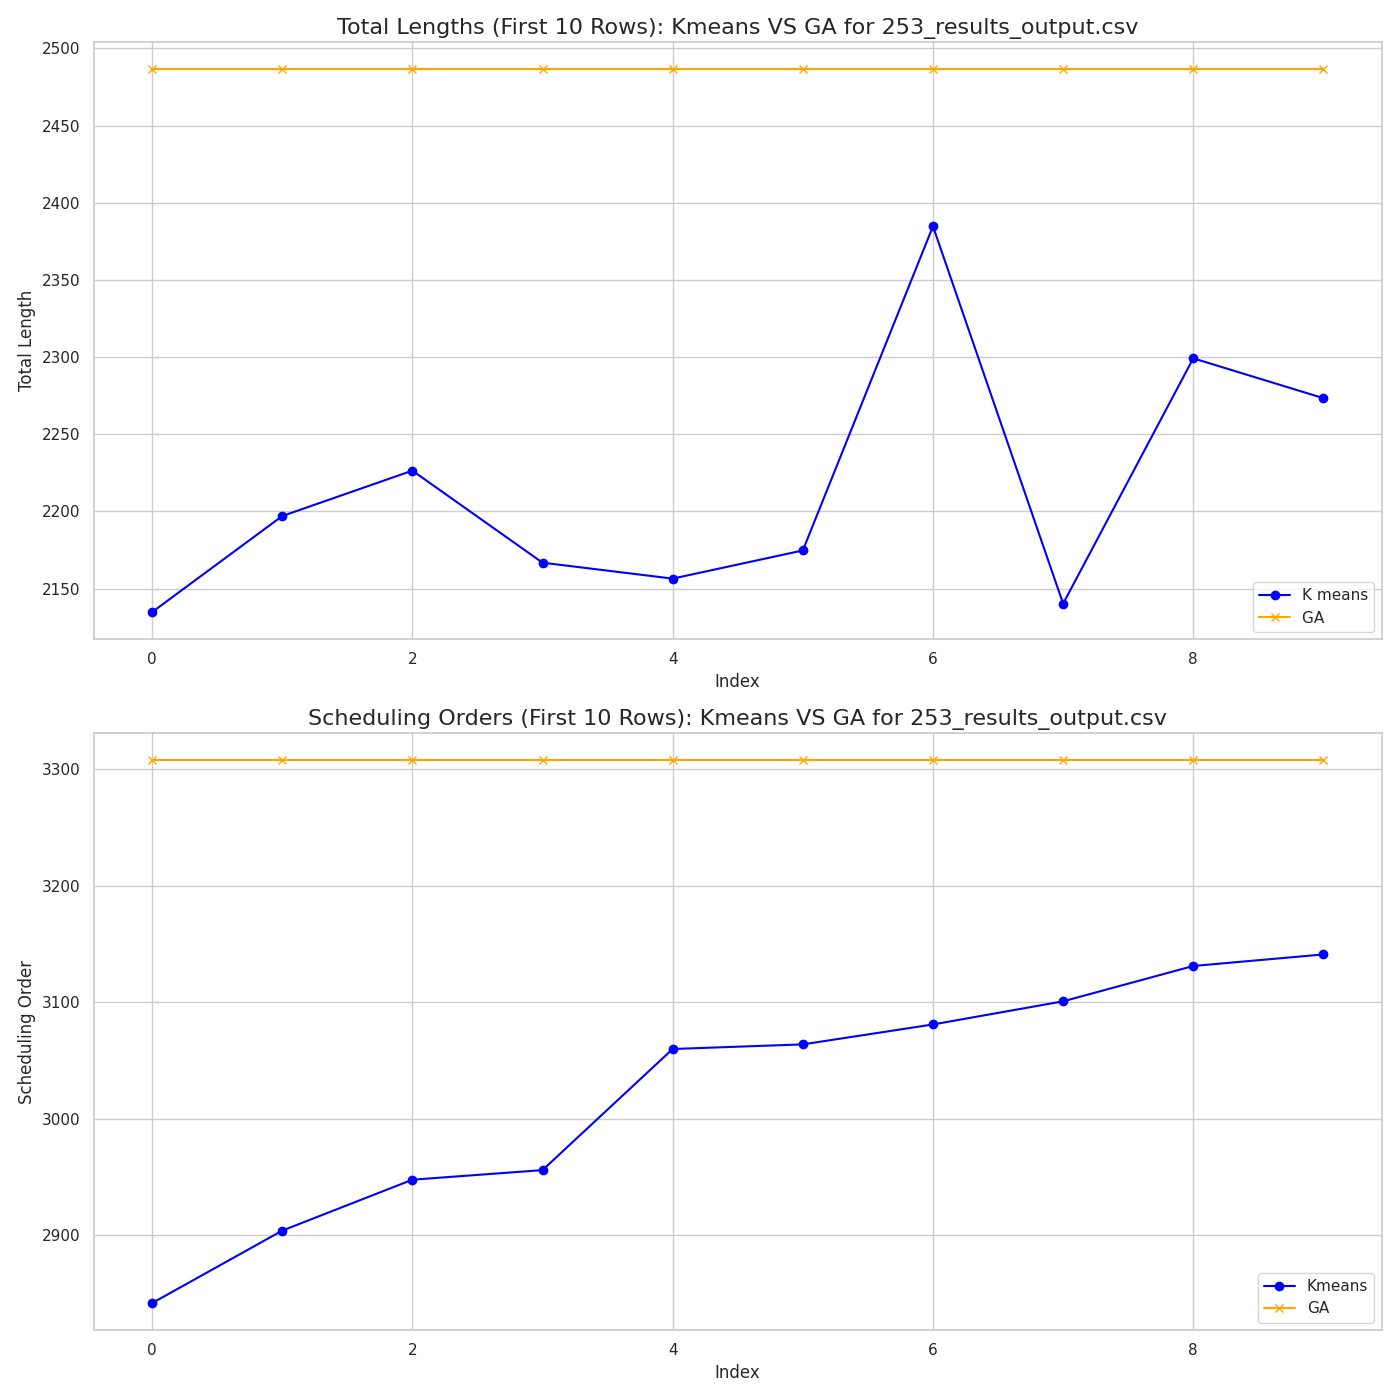 Total Lengths (First 10 Rows): Kmeans VS GA for 253_results_output.csv
2500
2450
2400
2350
2300
2250
2200
2150
Total Length
K means
GA
0 2 4 6 8
Index
Scheduling Orders (First 10 Rows): Kmeans VS GA for 253_results_output.csv
3300
3200
3100
3000
2900
Scheduling Order
Kmeans
GA
0 2 4 6 8
Index